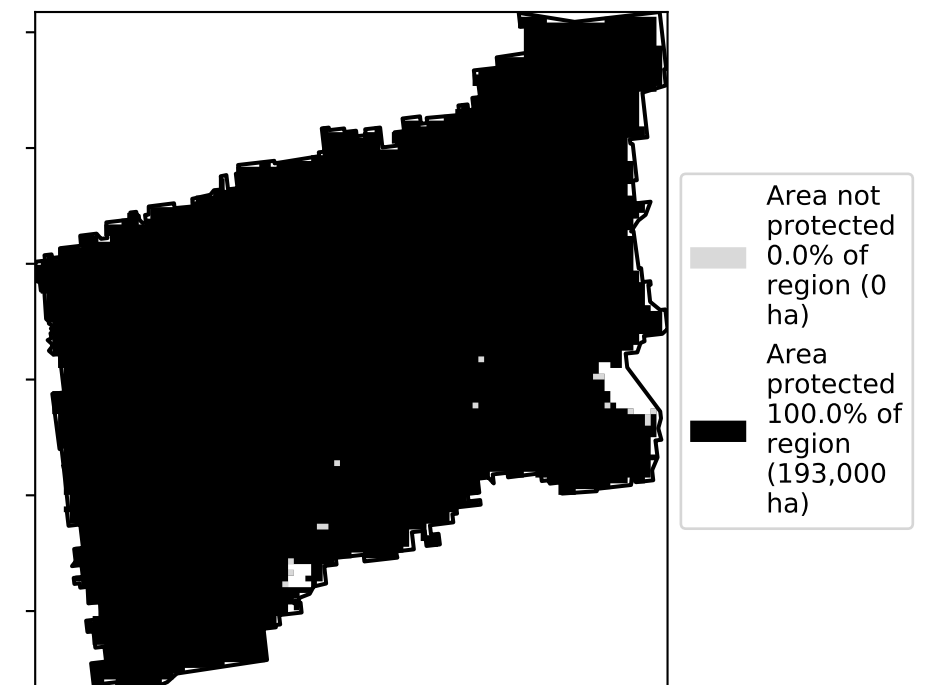 Area not
protected
0.0% of
region (0
ha)
Area
protected
100.0% of
region
(193,000
ha)